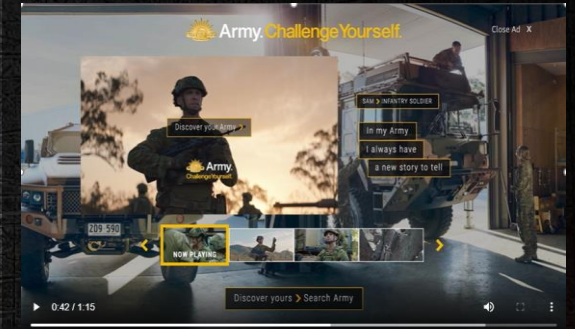 Army. Challenge Yourself.
Close Ad X
SAM > INFANTRY SOLDIER
Discover your Army >
In my Army
I always have
a new story to tell
Army.
Challenge Yourself.
209 590
NOW PLAYING
Discover yours > Search Army
0:42 / 1:15